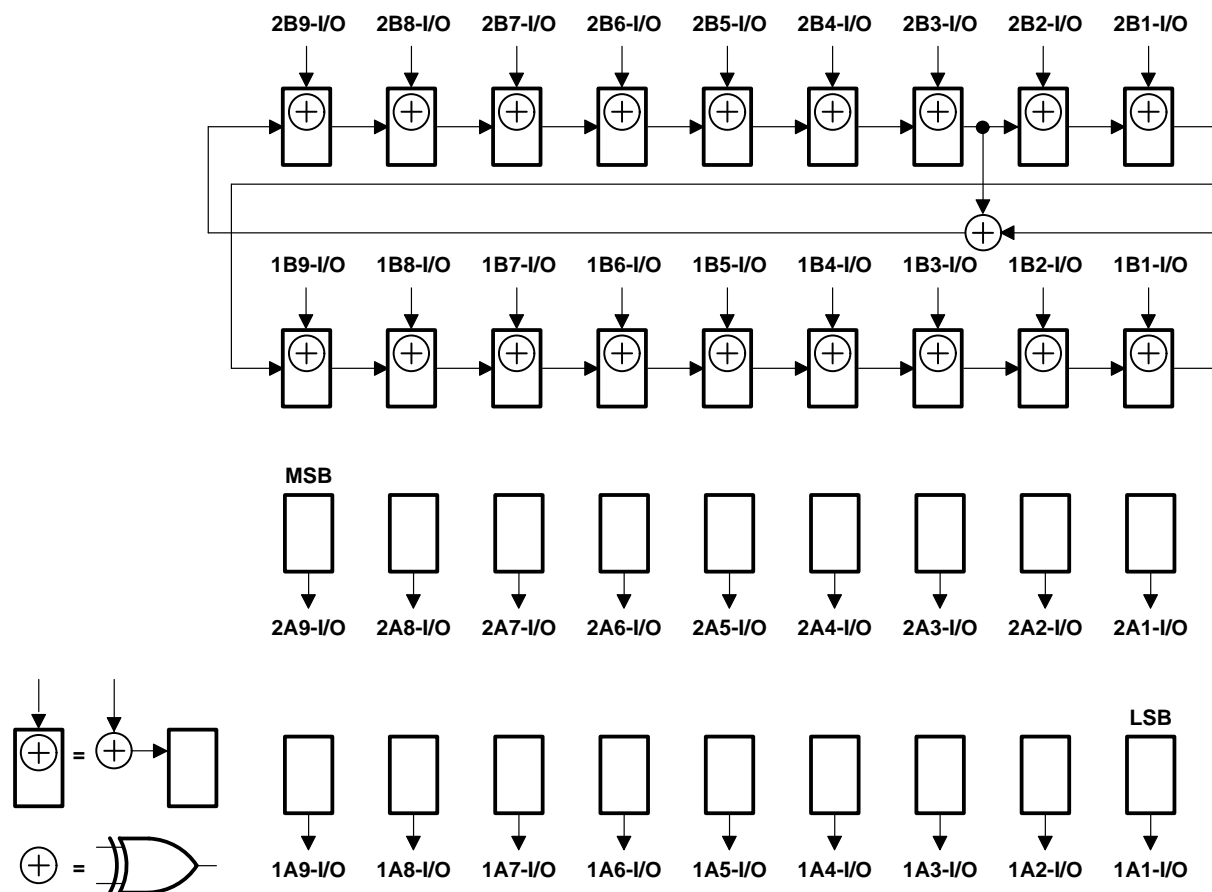 2B9-I/O 2B8-I/O 2B7-I/O 2B6-I/O 2B5-I/O 2B4-I/O 2B3-I/O 2B2-I/O 2B1-I/O
1B9-I/O 1B8-I/O 1B7-I/O 1B6-I/O 1B5-I/O 1B4-I/O 1B3-I/O 1B2-I/O 1B1-I/O
MSB
2A9-I/O 2A8-I/O 2A7-I/O 2A6-I/O 2A5-I/O 2A4-I/O 2A3-I/O 2A2-I/O 2A1-I/O
LSB
=
=
1A9-I/O 1A8-I/O 1A7-I/O 1A6-I/O 1A5-I/O 1A4-I/O 1A3-I/O 1A2-I/O 1A1-I/O